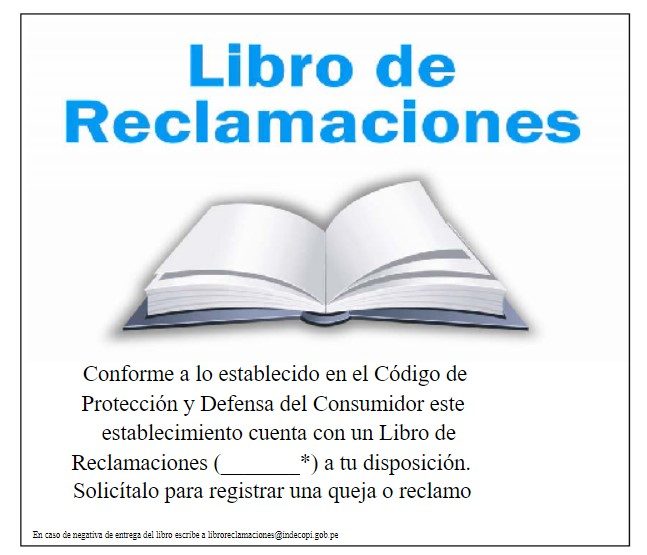 Libro de
Reclamaciones
Conforme a lo establecido en el Código de
Protección y Defensa del Consumidor este
establecimiento cuenta con un Libro de
Reclamaciones (_______*) a tu disposición.
Solicítalo para registrar una queja o reclamo
En caso de negativa de entrega del libro escribe a libroreclamaciones@indecopi.gob.pe